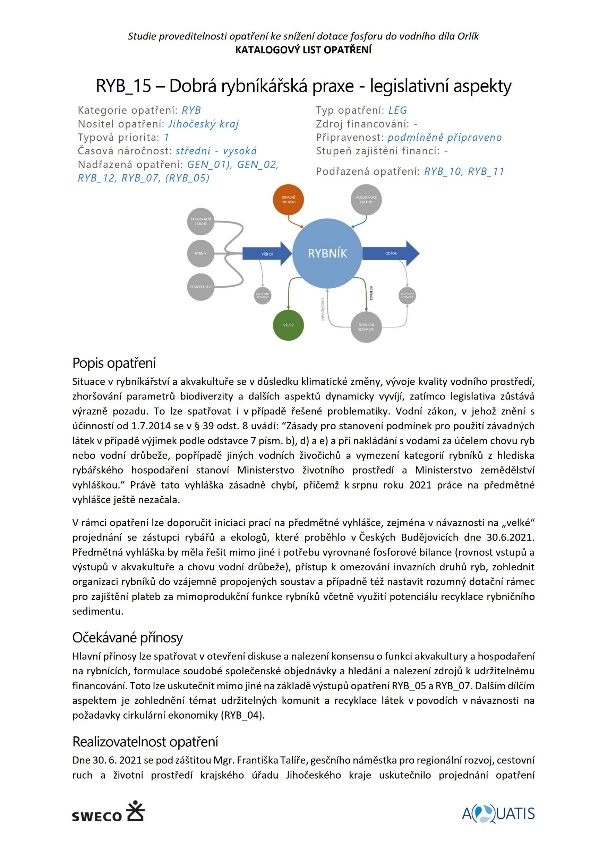 Studie proveditelnosti opatření ke snížení dotace fosforu do vodního díla Orlík
KATALOGOVÝ LIST OPATŘENÍ
RYB_15 – Dobrá rybníkářská praxe - legislativní aspekty
Kategorie opatření: RYB
Nositel opatření: Jihočeský kraj
Typová priorita: 1
Časová náročnost: střední - vysoká
Nadřazená opatření: GEN_01), GEN_02,
RYB_12, RYB_07, (RYB_05)
Typ opatření: LEG
Zdroj financování: -
Připravenost: podmíněně připraveno
Stupeň zajištění financí: -
Podřazená opatření: RYB_10, RYB_11
RYBNÍK
Popis opatření
Situace v rybníkářství a akvakultuře se v důsledku klimatické změny, vývoje kvality vodního prostředí,
zhoršování parametrů biodiverzity a dalších aspektů dynamicky vyvíjí, zatímco legislativa zůstává
výrazně pozadu. To lze spatřovat i v případě řešené problematiky. Vodní zákon, v jehož znění s
účinností od 1.7.2014 se v § 39 odst. 8 uvádí: “Zásady pro stanovení podmínek pro použití závadných
látek v případě výjimek podle odstavce 7 písm. b), d) a e) a při nakládání s vodami za účelem chovu ryb
nebo vodní drůbeže, popřípadě jiných vodních živočichů a vymezení kategorií rybníků z hlediska
rybářského hospodaření stanoví Ministerstvo životního prostředí a Ministerstvo zemědělství
vyhláškou.” Právě tato vyhláška zásadně chybí, přičemž k srpnu roku 2021 práce na předmětné
vyhlášce ještě nezačala.
V rámci opatření lze doporučit iniciaci prací na předmětné vyhlášce, zejména v návaznosti na „velké“
projednání se zástupci rybářů a ekologů, které proběhlo v Českých Budějovicích dne 30.6.2021.
Předmětná vyhláška by měla řešit mimo jiné i potřebu vyrovnané fosforové bilance (rovnost vstupů a
výstupů v akvakultuře a chovu vodní drůbeže), přístup k omezování invazních druhů ryb, zohlednit
organizaci rybníků do vzájemně propojených soustav a případně též nastavit rozumný dotační rámec
pro zajištění plateb za mimoprodukční funkce rybníků včetně využití potenciálu recyklace rybničního
sedimentu.
Očekávané přínosy
Hlavní přínosy lze spatřovat v otevření diskuse a nalezení konsensu o funkci akvakultury a hospodaření
na rybnících, formulace soudobé společenské objednávky a hledání a nalezení zdrojů k udržitelnému
financování. Toto lze uskutečnit mimo jiné na základě výstupů opatření RYB_05 a RYB_07. Dalším dílčím
aspektem je zohlednění témat udržitelných komunit a recyklace látek v povodích v návaznosti na
požadavky cirkulární ekonomiky (RYB_04).
Realizovatelnost opatření
Dne 30. 6. 2021 se pod záštitou Mgr. Františka Talíře, gesčního náměstka pro regionální rozvoj, cestovní
ruch a životní prostředí krajského úřadu Jihočeského kraje uskutečnilo projednání opatření
SWECO
AQUATIS